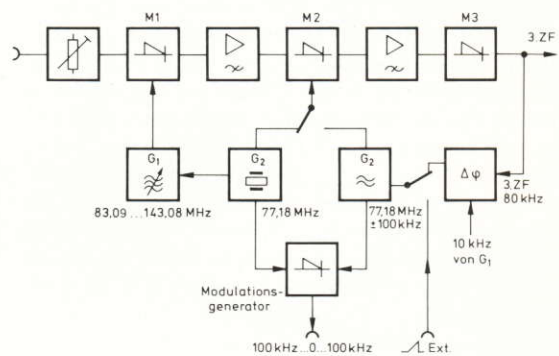 M1
M2
M3
3.ZF
G1
G2
G2
Δφ
83,09...143,08 MHz
77,18 MHz
77,18 MHz
±100 kHz
3.ZF
80 kHz
10 kHz
von G1
Modulations-
generator
100 kHz...0...100 kHz
Ext.